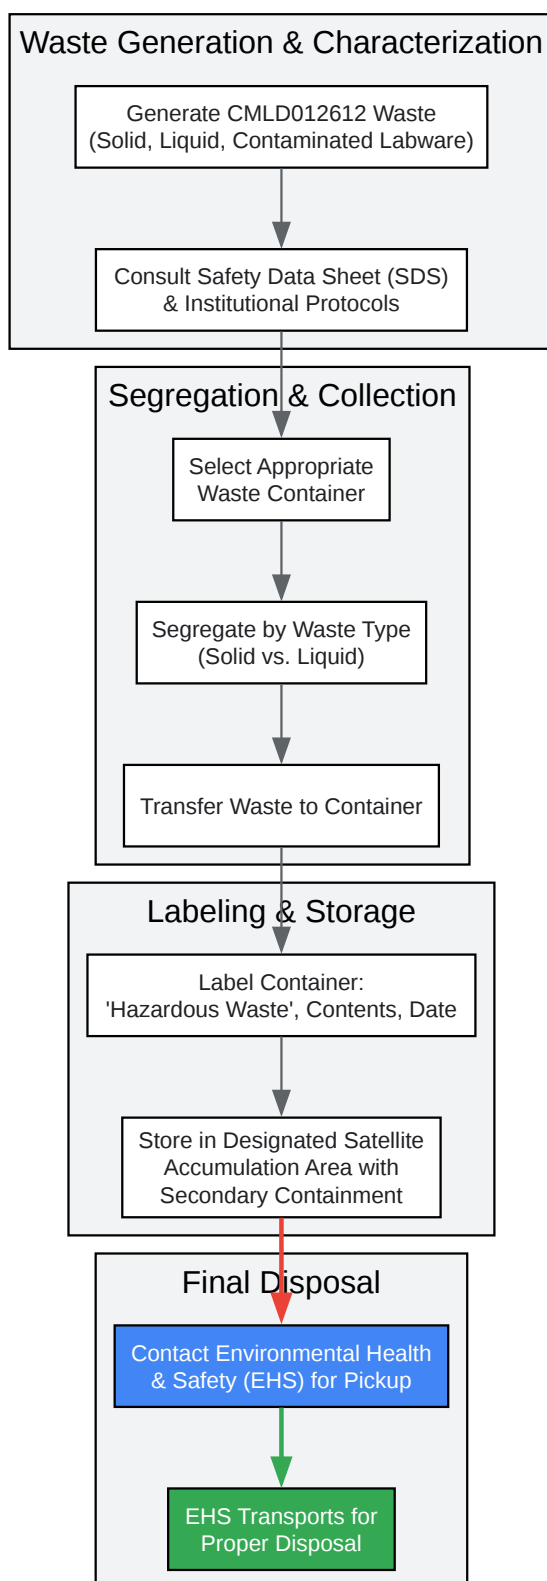 Waste Generation & Characterization
Generate CMLD012612 Waste
(Solid, Liquid, Contaminated Labware)
Consult Safety Data Sheet (SDS)
& Institutional Protocols
Segregation & Collection
Select Appropriate
Waste Container
Segregate by Waste Type
(Solid vs. Liquid)
Transfer Waste to Container
Labeling & Storage
Label Container:
'Hazardous Waste', Contents, Date
Store in Designated Satellite
Accumulation Area with
Secondary Containment
Final Disposal
Contact Environmental Health
& Safety (EHS) for Pickup
EHS Transports for
Proper Disposal